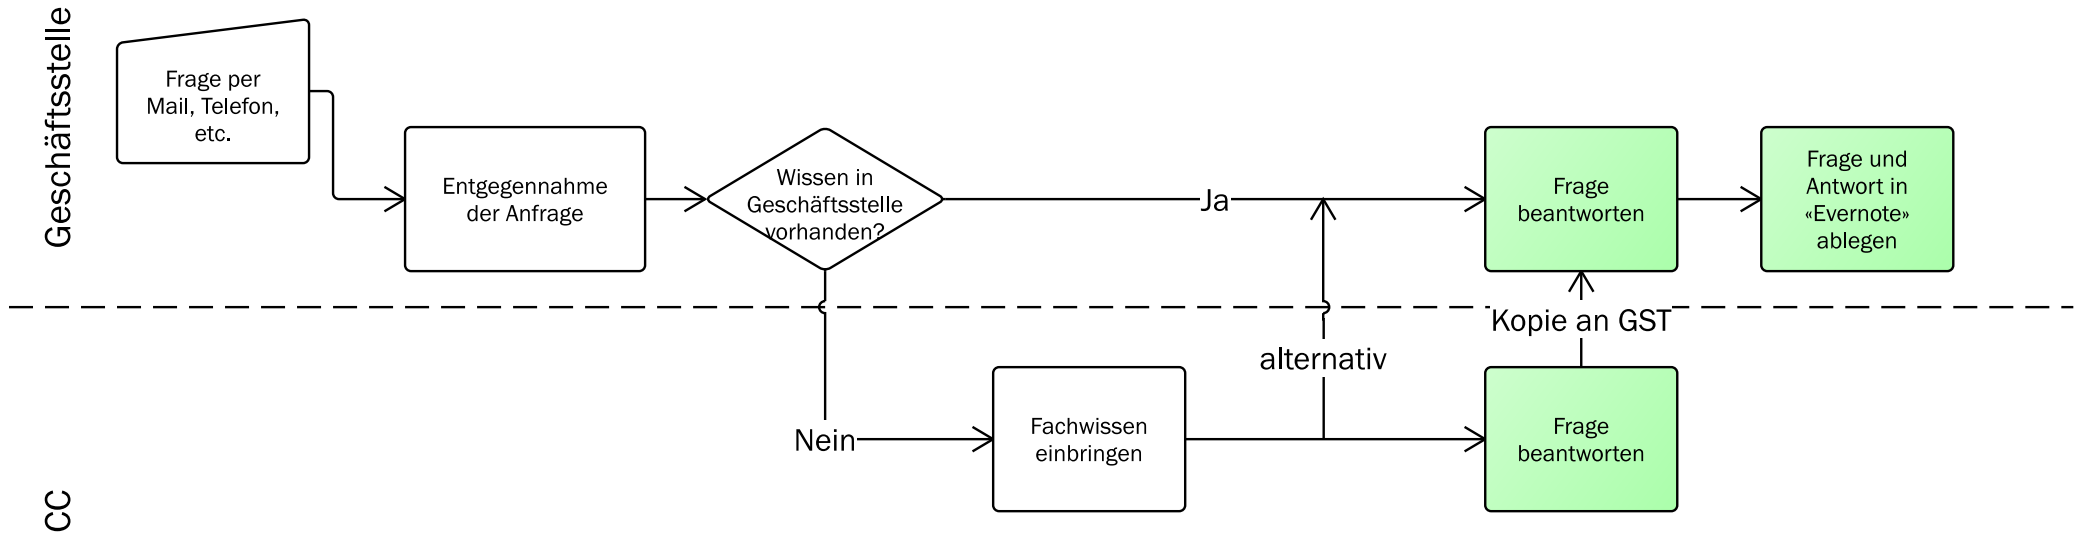 Geschäftsstelle
Frage per
Mail, Telefon,
etc.
Entgegennahme
der Anfrage
Wissen in
Geschäftsstelle
vorhanden?
Ja
Frage
beantworten
Frage und
Antwort in
«Evernote»
ablegen
Kopie an GST
alternativ
CC
Nein
Fachwissen
einbringen
Frage
beantworten